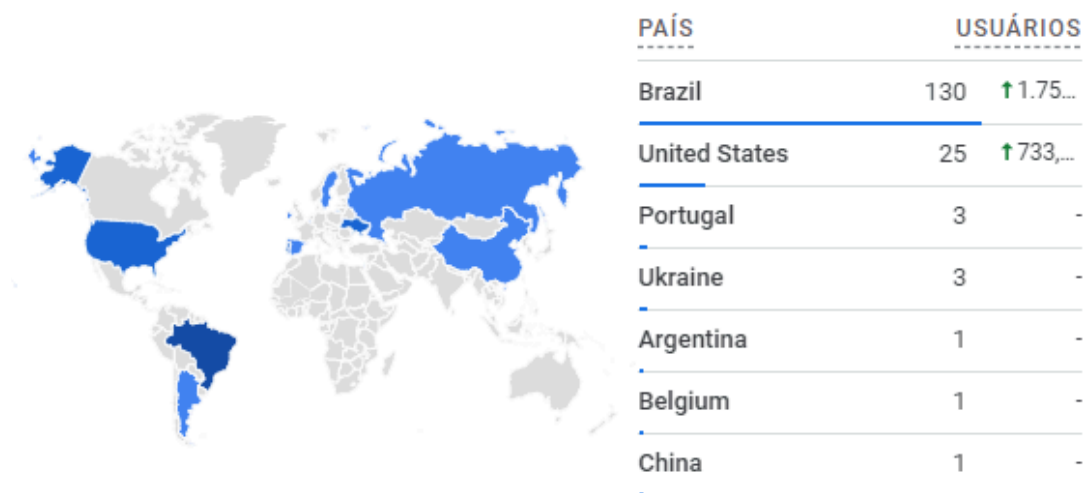 PAÍS USUÁRIOS
Brazil 130 ↑1.75...
United States 25 ↑733,...
Portugal 3 -
Ukraine 3 -
Argentina 1 -
Belgium 1 -
China 1 -